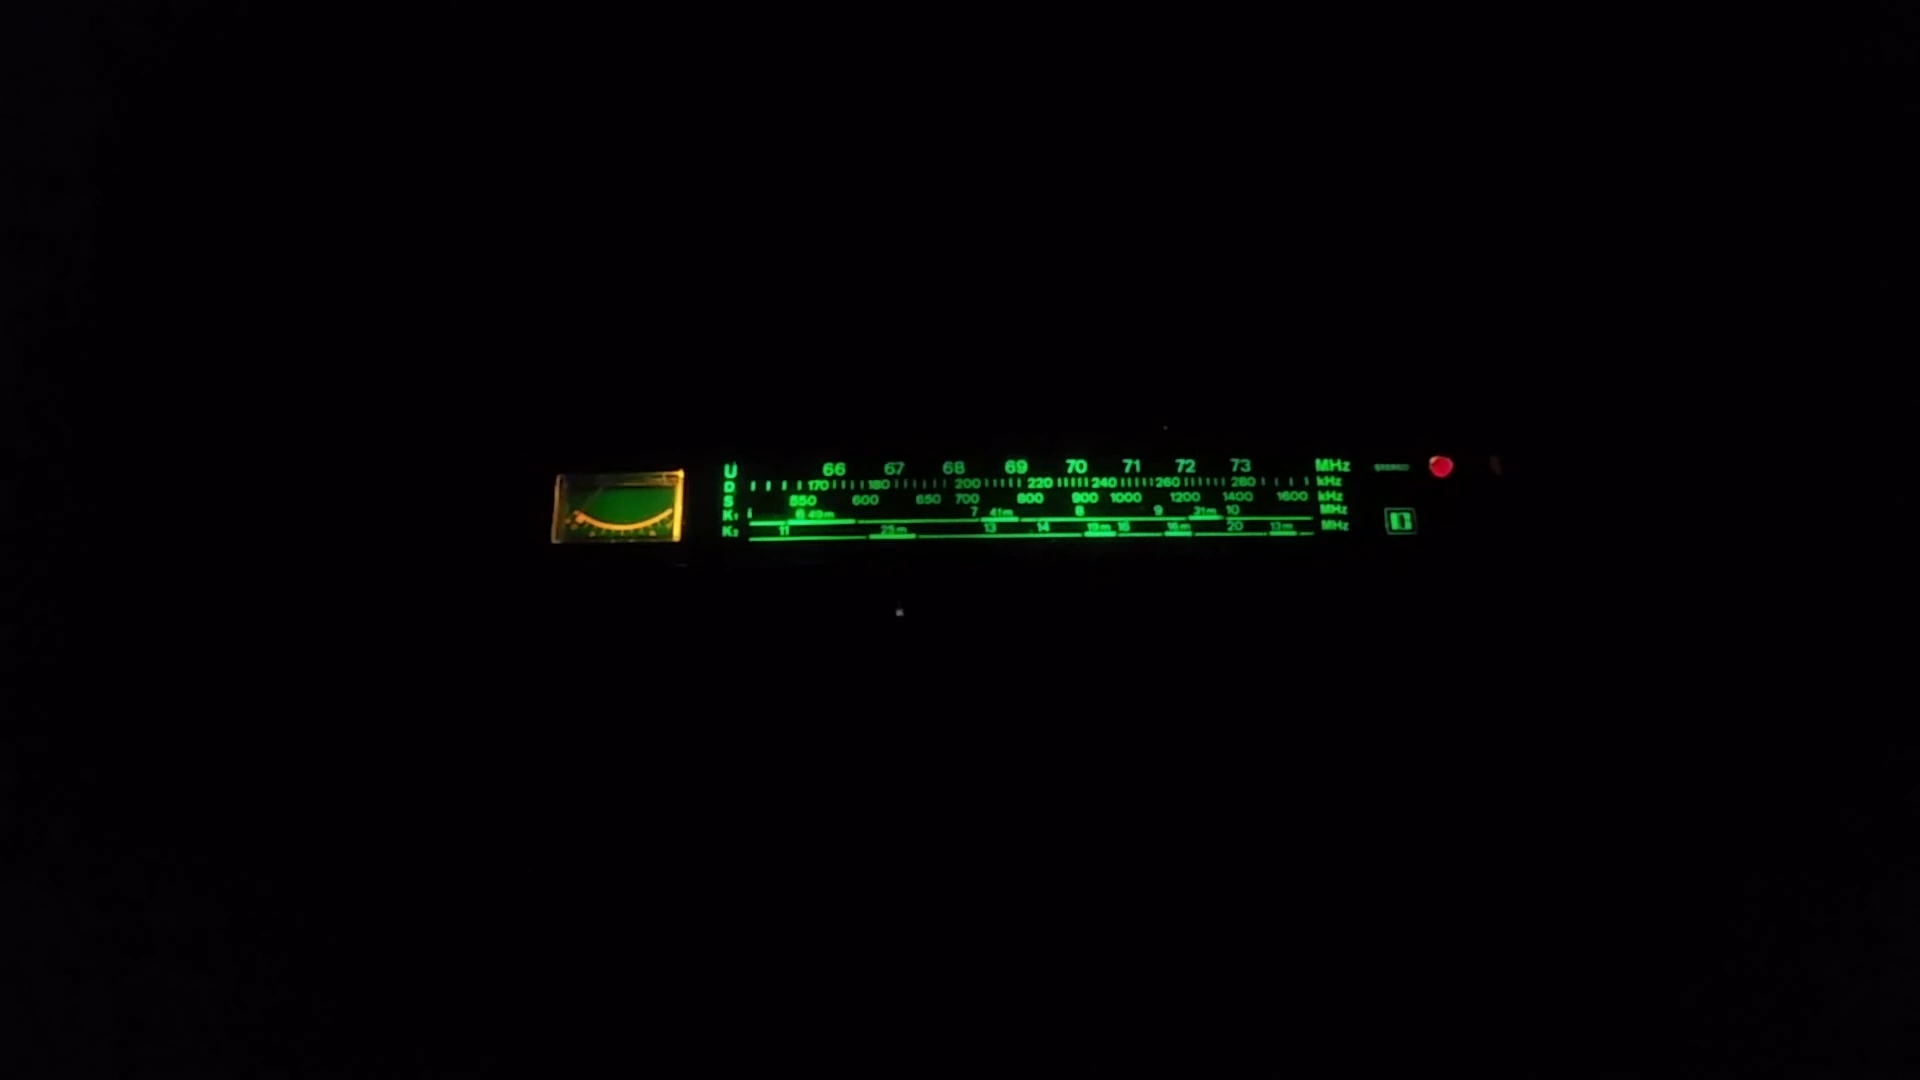 U 66 67 68 69 70 71 72 73 MHz STEREO
D 170 180 200 220 240 260 280 kHz
S 550 600 650 700 800 900 1000 1200 1400 1600 kHz
K1 6 49m 7 41m 8 9 31m 10 MHz
K2 11 25m 13 14 19m 16 16m 20 13m MHz